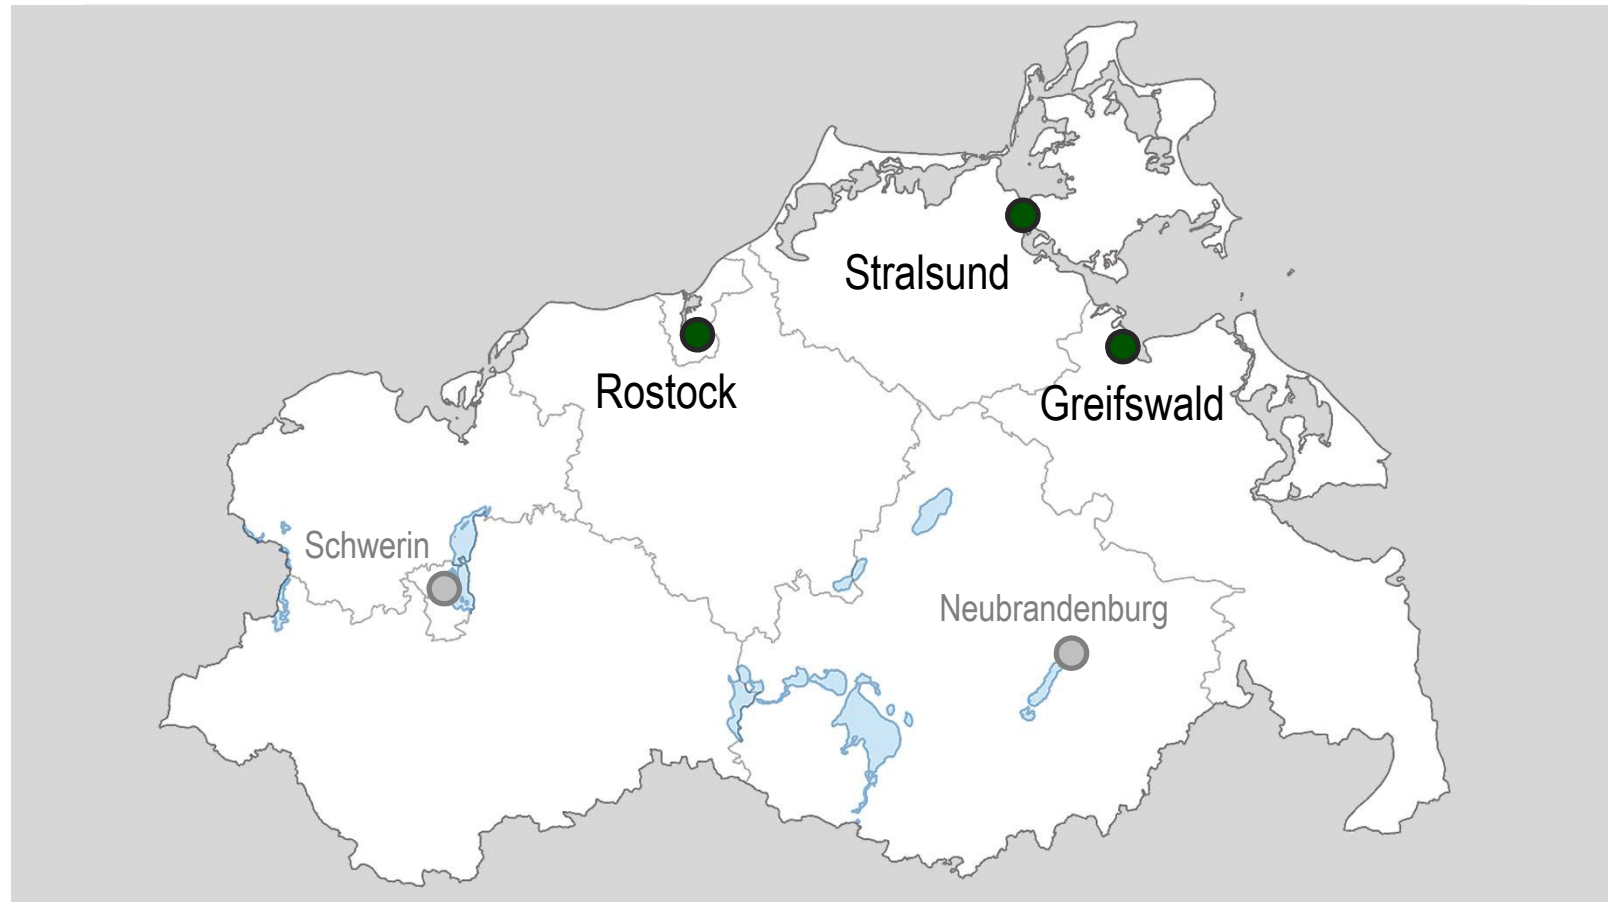 Stralsund
Rostock
Greifswald
Schwerin
Neubrandenburg